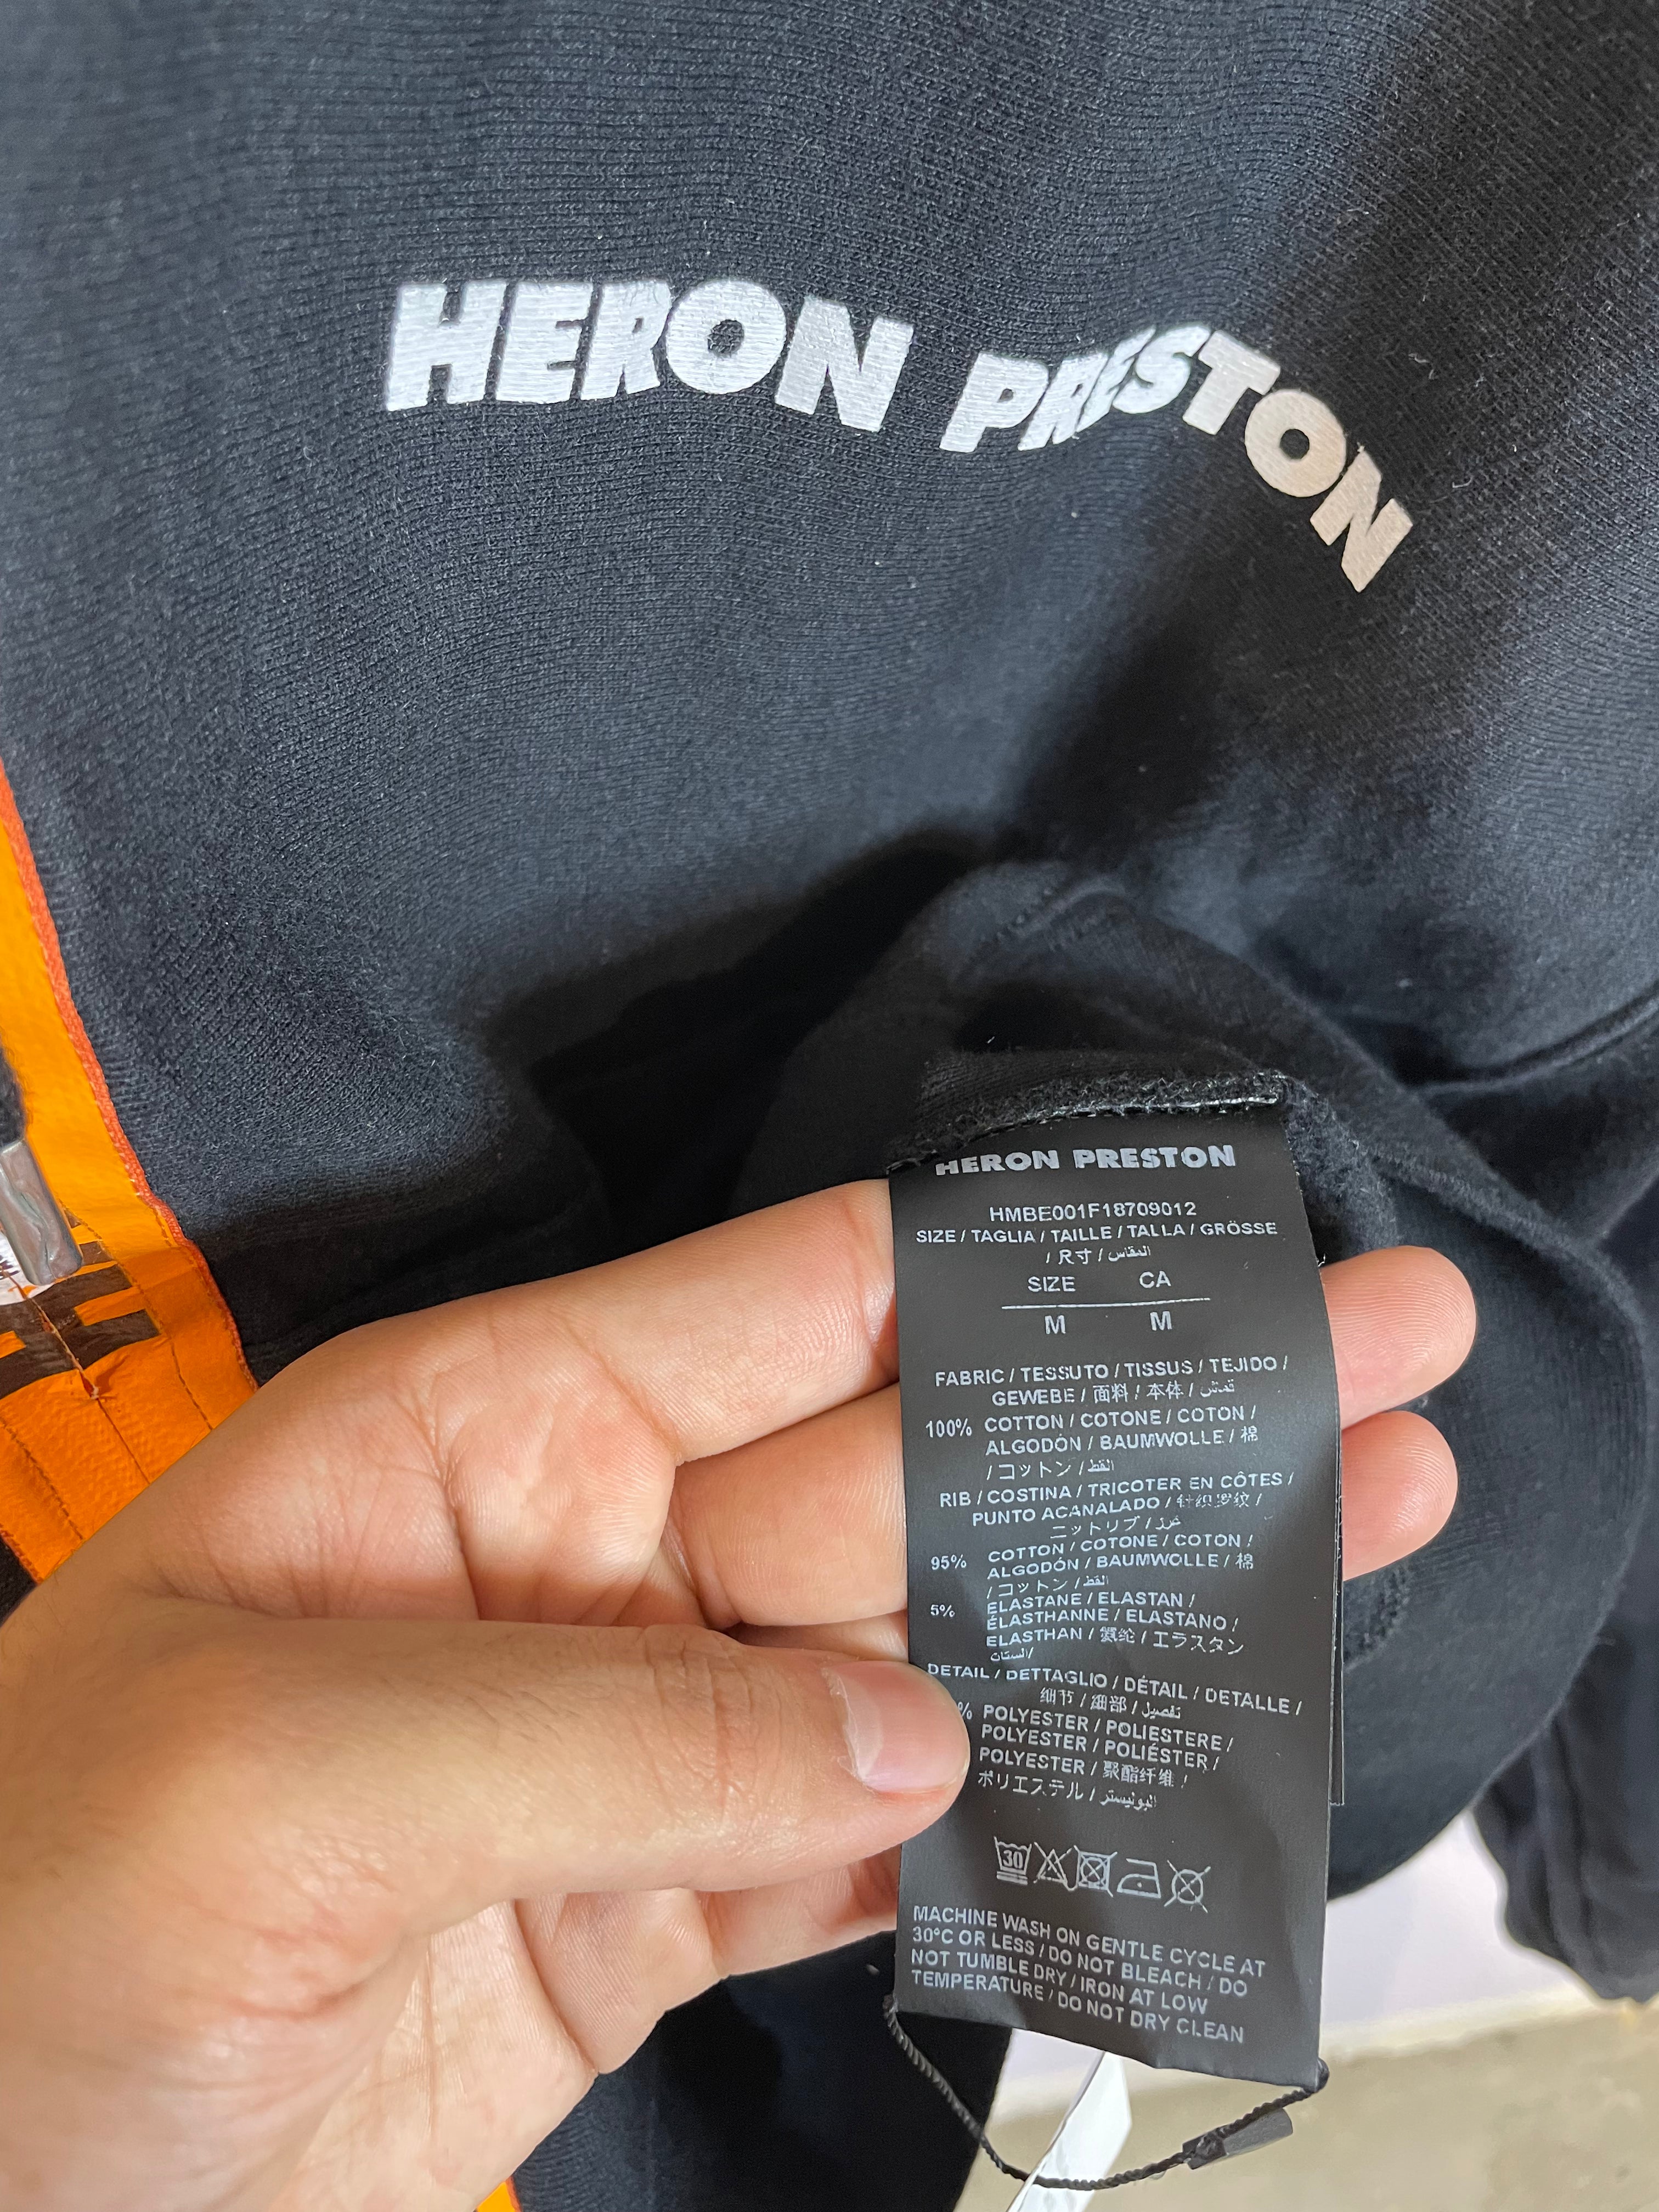 HERON PRESTON
HERON PRESTON
HMBE001F18709012
SIZE / TAGLIA / TAILLE / TALLA / GRÖSSE
/ 尺寸 / المقاس
SIZE CA
M M
FABRIC / TESSUTO / TISSUS / TEJIDO /
GEWEBE / 面料 / 本体 / قماش
100% COTTON / COTONE / COTON /
ALGODÓN / BAUMWOLLE / 棉
/ コットン / القط
RIB / COSTINA / TRICOTER EN CÔTES /
PUNTO ACANALADO / 针织罗纹 /
ニットリブ / غرز
95% COTTON / COTONE / COTON /
ALGODÓN / BAUMWOLLE / 棉
/ コットン / القط
5% ELASTANE / ELASTAN /
ÉLASTHANNE / ELASTANO /
ELASTHAN / 氨纶 / エラスタン
/
DETAIL / DETTAGLIO / DÉTAIL / DETALLE /
细节 / 細部 / تفصيل
% POLYESTER / POLIESTERE /
POLYESTER / POLIÉSTER /
POLYESTER / 聚酯纤维 /
ポリエステル / البوليستر
30
MACHINE WASH ON GENTLE CYCLE AT
30°C OR LESS / DO NOT BLEACH / DO
NOT TUMBLE DRY / IRON AT LOW
TEMPERATURE / DO NOT DRY CLEAN